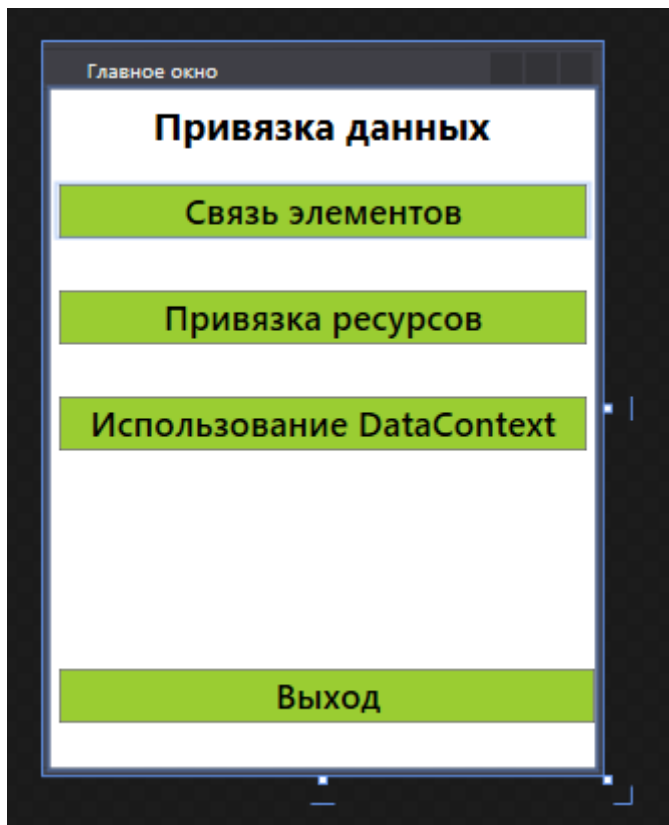 Главное окно
Привязка данных
Связь элементов
Привязка ресурсов
Использование DataContext
Выход